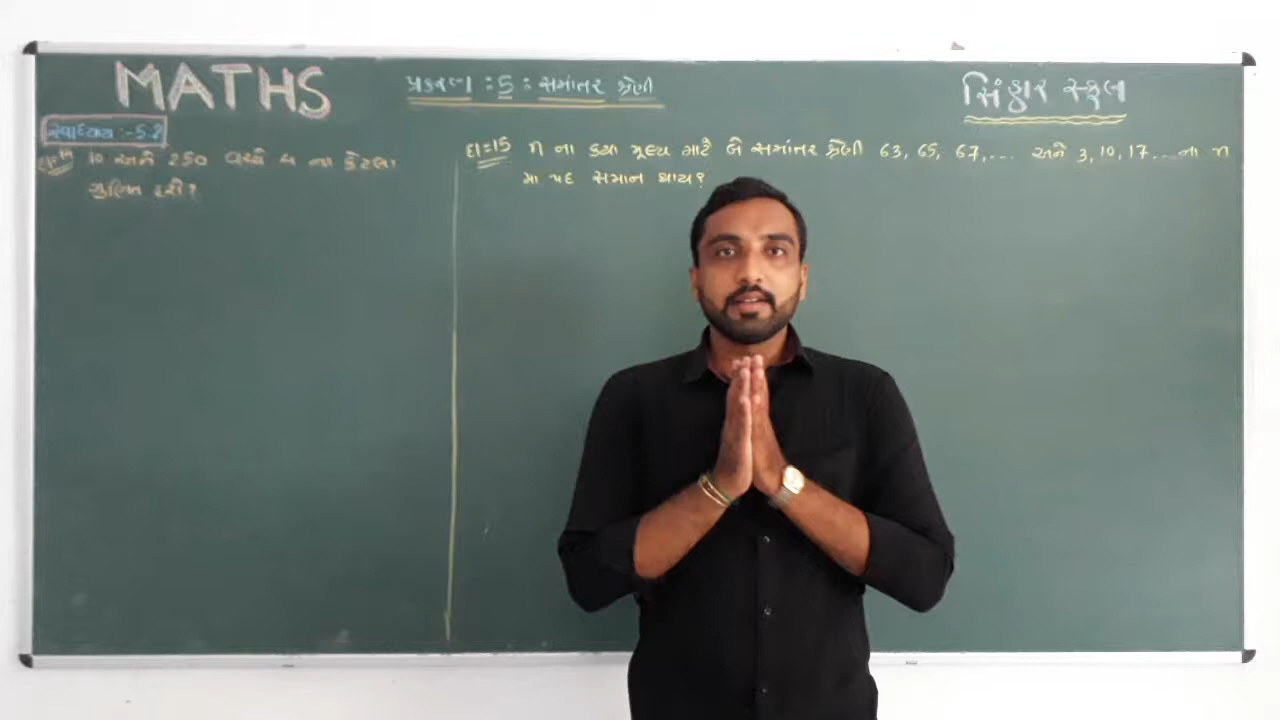 MATHS
પ્રકરણ : 5 : સમાંતર શ્રેણી
સિંહાર સ્કૂલ
સ્વાધ્યાય :- 5.2
દા=14 10 અને 250 વચ્ચે 4 ના કેટલા
ગુણિત હશે?
દા=15 n ના કયા મૂલ્ય માટે બે સમાંતર શ્રેણી 63, 65, 67,... અને 3, 10, 17...ના n
મા પદ સમાન થાય?